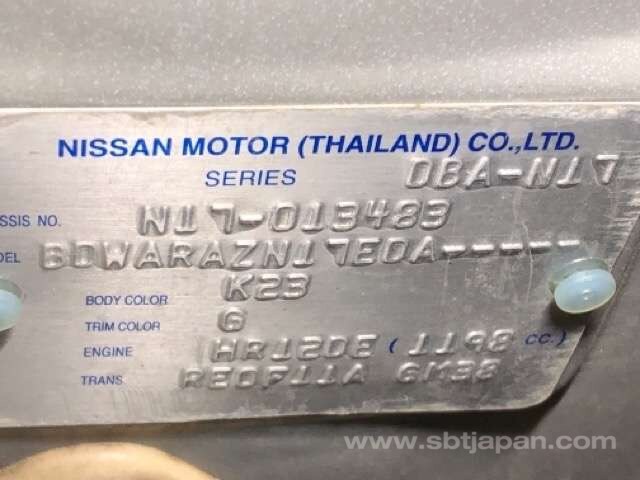 NISSAN MOTOR (THAILAND) CO.,LTD.
SERIES DBA-N17
SSIS NO. N17-013483
DEL BDWARAZN17EDA-----
BODY COLOR K23
TRIM COLOR G
ENGINE HR12DE ( 1198 CC.)
TRANS. RE0F11A GM38
www.sbtjapan.com